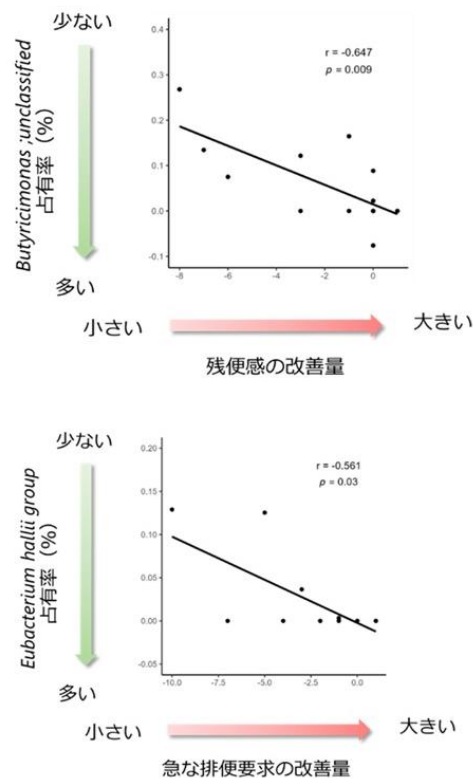 少ない
Butyricimonas ;unclassified
占有率（%）
多い
0.4
0.3
0.2
0.1
0.0
-0.1
r = -0.647
p = 0.009
-8
-6
-4
-2
0
小さい
大きい
残便感の改善量
少ない
Eubacterium hallii group
占有率（%）
多い
0.20
0.15
0.10
0.05
0.00
-0.05
r = -0.561
p = 0.03
-10.0
-7.5
-5.0
-2.5
0.0
小さい
大きい
急な排便要求の改善量